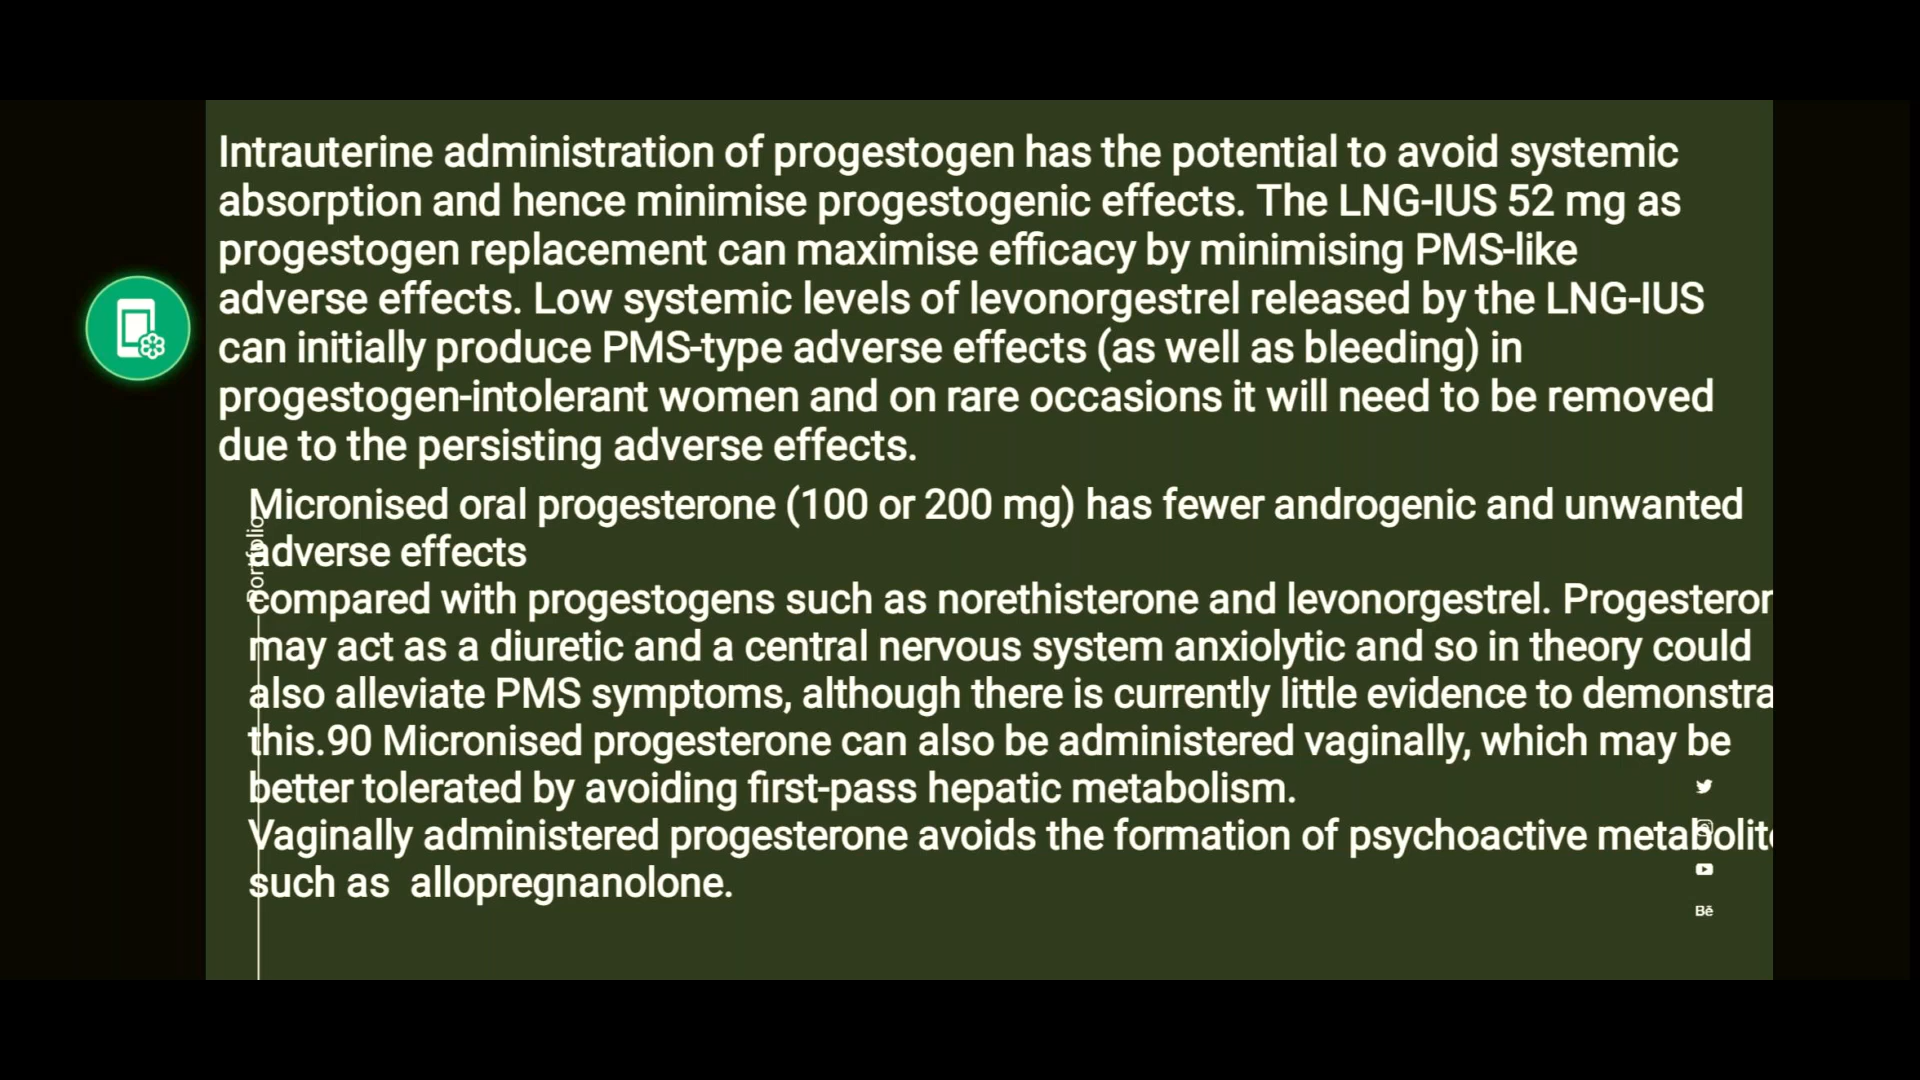 Intrauterine administration of progestogen has the potential to avoid systemic
absorption and hence minimise progestogenic effects. The LNG-IUS 52 mg as
progestogen replacement can maximise efficacy by minimising PMS-like
adverse effects. Low systemic levels of levonorgestrel released by the LNG-IUS
can initially produce PMS-type adverse effects (as well as bleeding) in
progestogen-intolerant women and on rare occasions it will need to be removed
due to the persisting adverse effects.
Micronised oral progesterone (100 or 200 mg) has fewer androgenic and unwanted
adverse effects
compared with progestogens such as norethisterone and levonorgestrel. Progesteron
may act as a diuretic and a central nervous system anxiolytic and so in theory could
also alleviate PMS symptoms, although there is currently little evidence to demonstra
this.90 Micronised progesterone can also be administered vaginally, which may be
better tolerated by avoiding first-pass hepatic metabolism.
Vaginally administered progesterone avoids the formation of psychoactive metabolit
such as allopregnanolone.
Portfolio
Bē